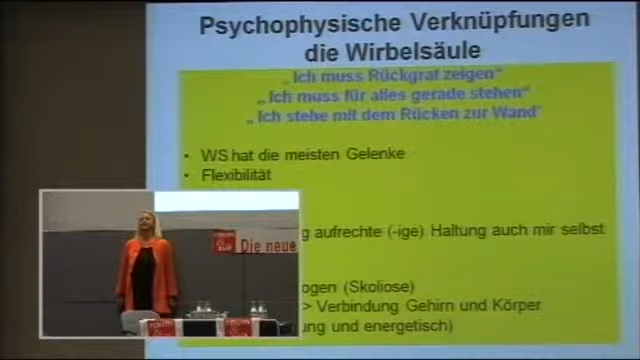 Psychophysische Verknüpfungen
die Wirbelsäule
„Ich muss Rückgrat zeigen“
„Ich muss für alles gerade stehen“
„Ich stehe mit dem Rücken zur Wand“
• WS hat die meisten Gelenke
• Flexibilität
g aufrechte (-ige) Haltung auch mir selbst
Die neue
ogen (Skoliose)
> Verbindung Gehirn und Körper
ung und energetisch)